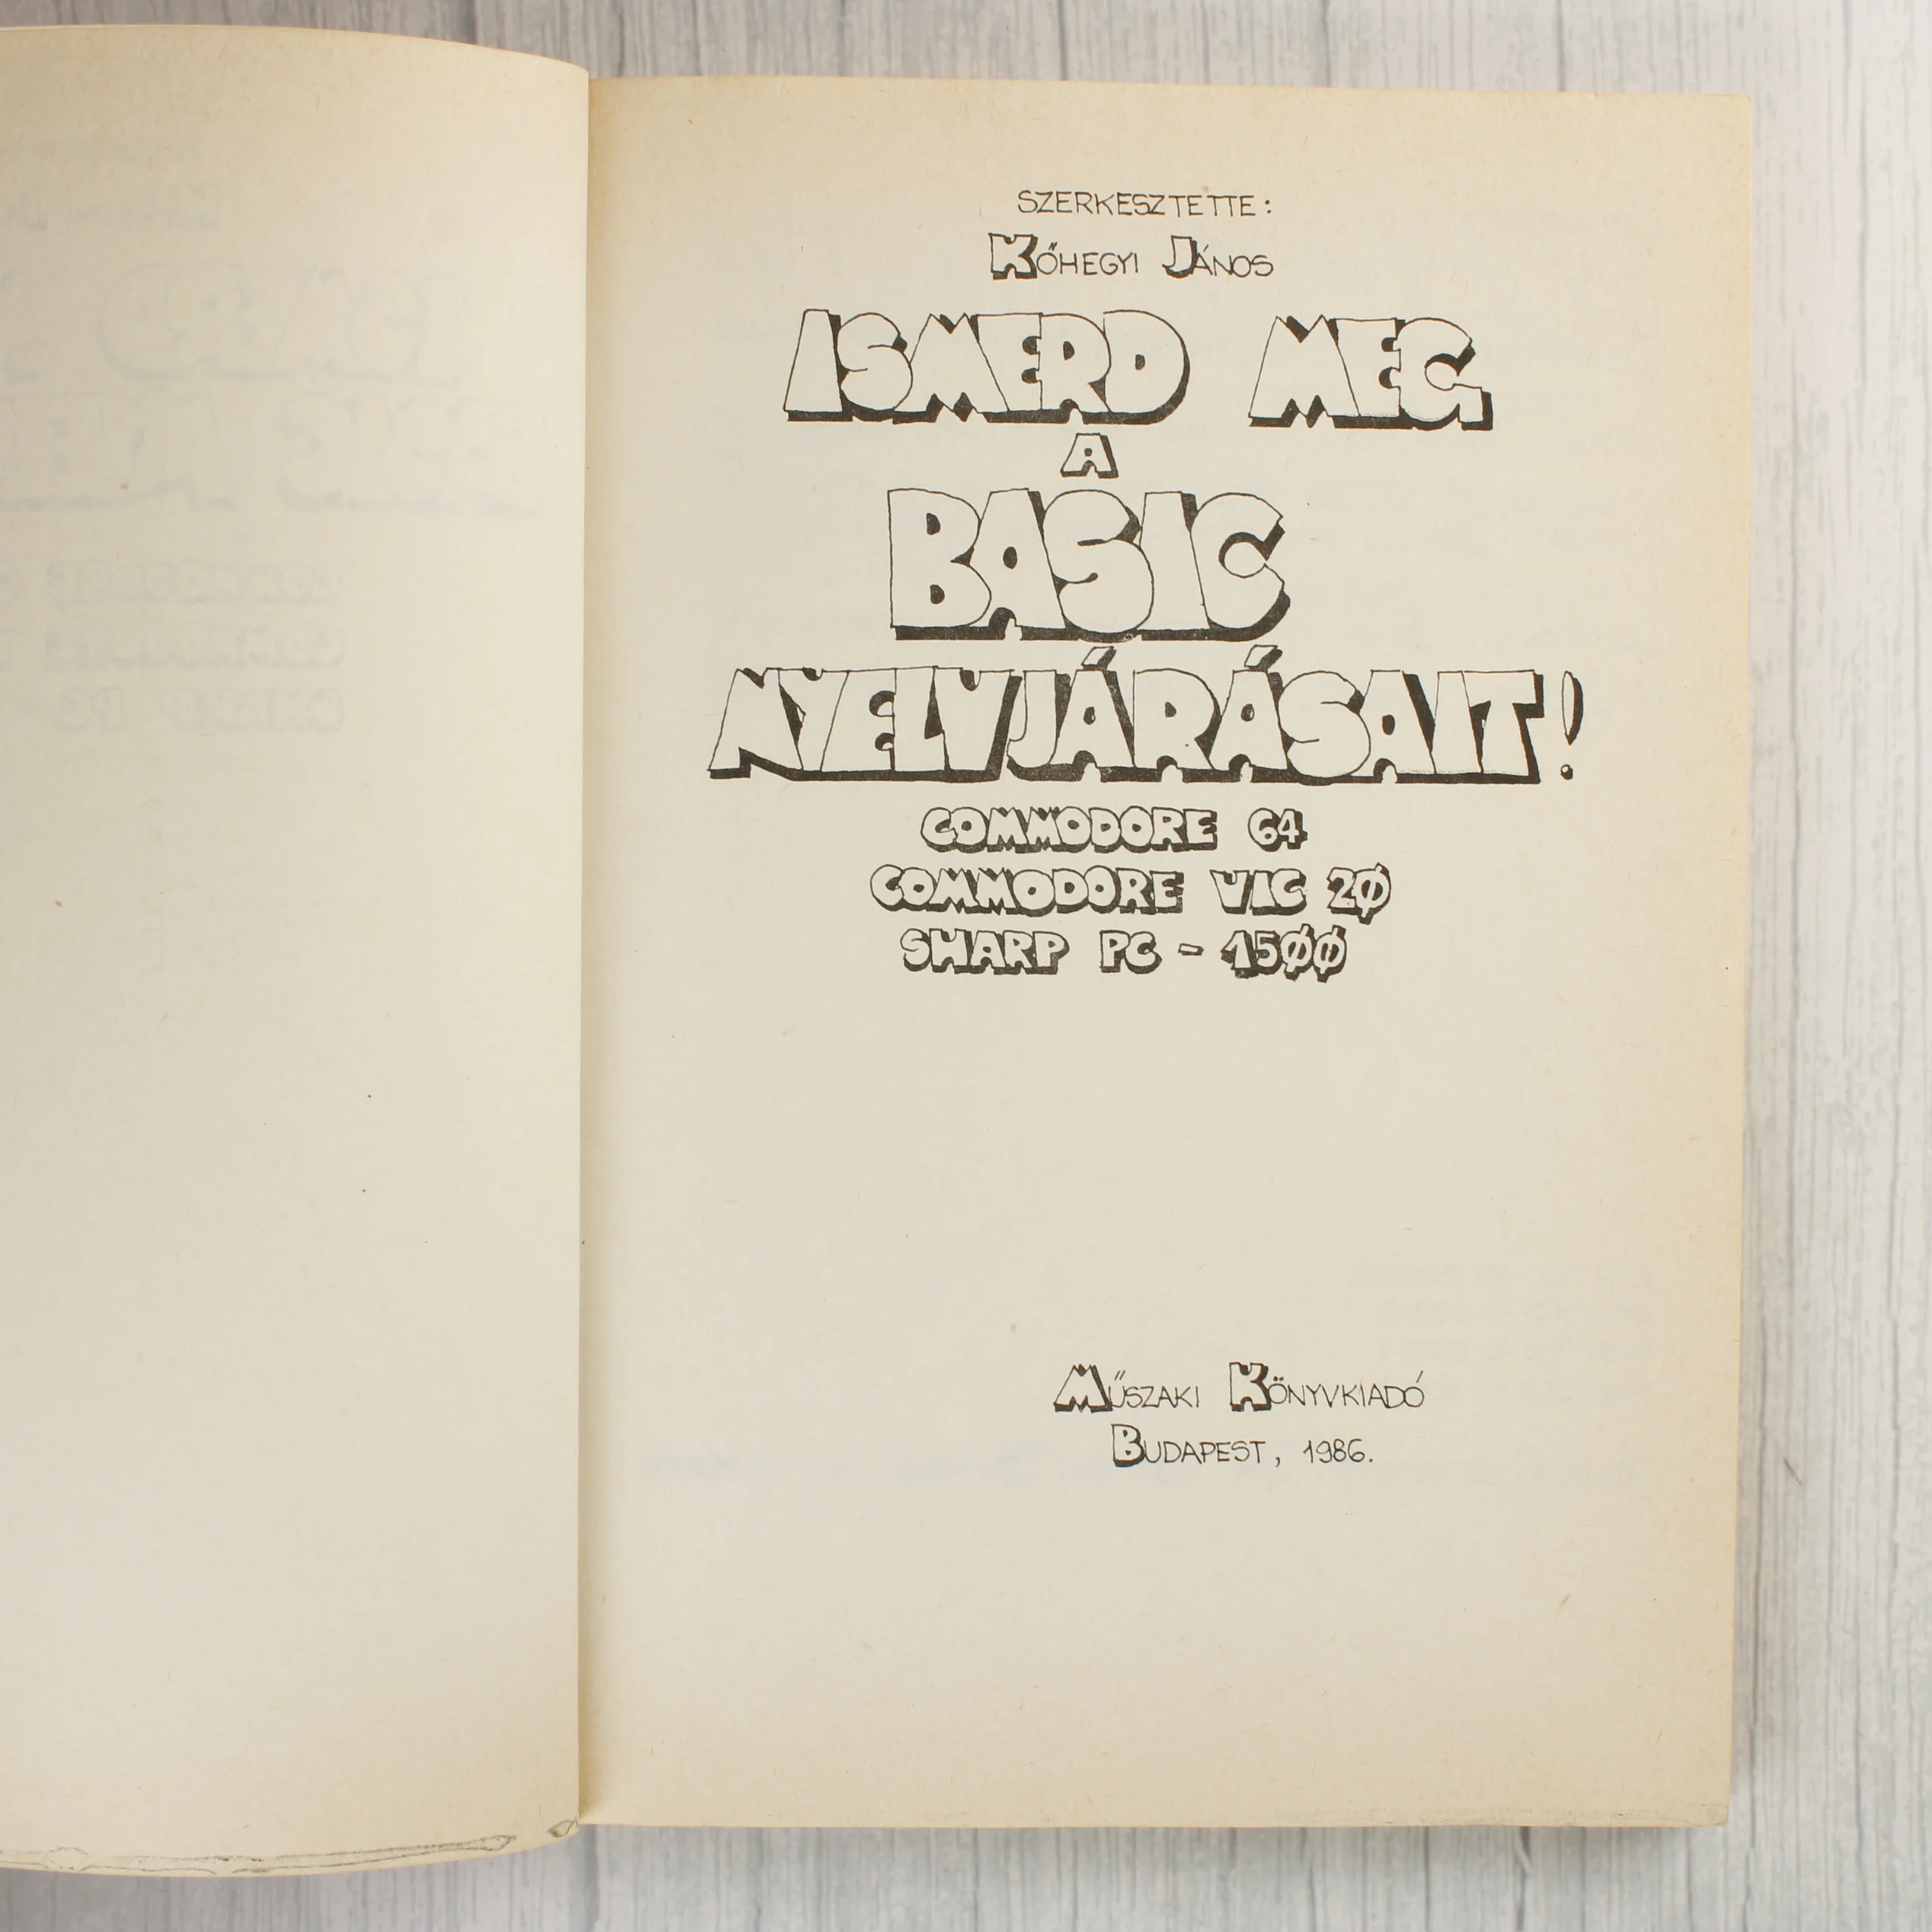 SZERKESZTETTE:
KŐHEGYI JÁNOS
ISMERD MEG
A
BASIC
NYELVJÁRÁSAIT!
COMMODORE 64
COMMODORE VIC 20
SHARP PC - 1500
MŰSZAKI KÖNYVKIADÓ
BUDAPEST, 1986.